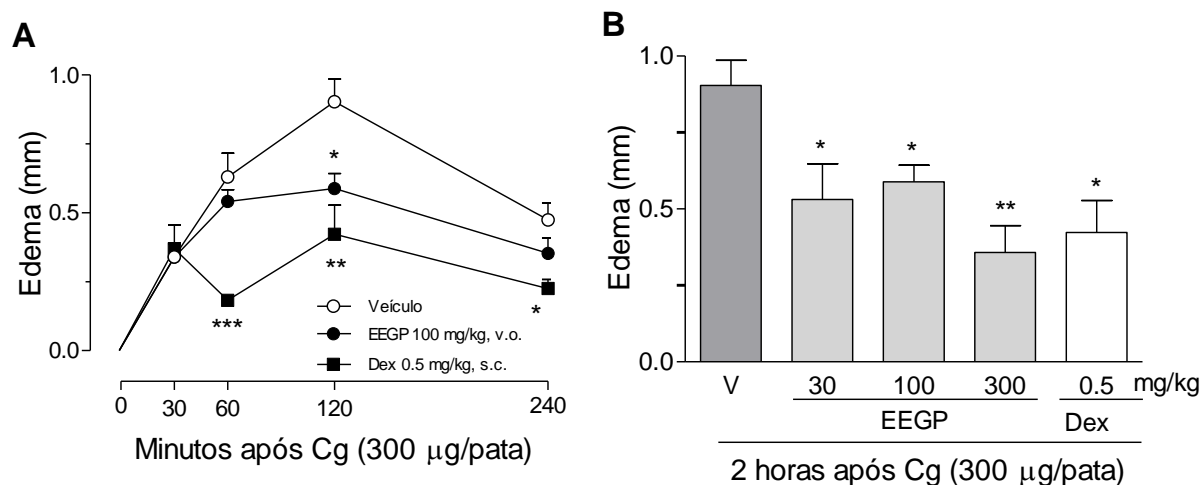 A
Edema (mm)
1.0
0.5
0.0
*
**
***
*
Veículo
EEGP 100 mg/kg, v.o.
Dex 0.5 mg/kg, s.c.
0 30 60 120 240
Minutos após Cg (300 μg/pata)
B
Edema (mm)
1.0
0.5
0.0
* * ** *
V 30 100 300 0.5 mg/kg
EEGP Dex
2 horas após Cg (300 μg/pata)